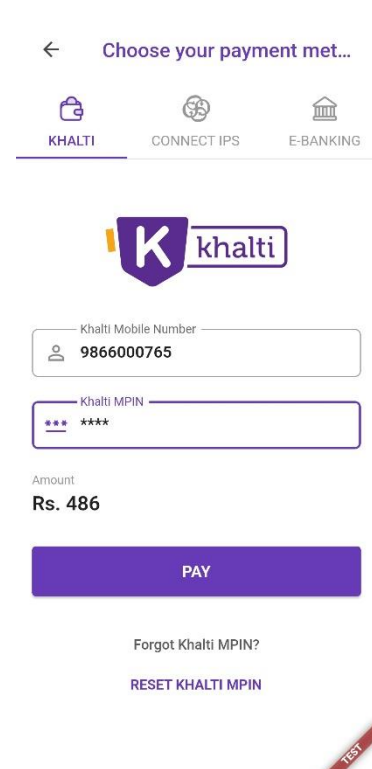 Choose your payment met...
KHALTI CONNECT IPS E-BANKING
K khalti
Khalti Mobile Number
9866000765
Khalti MPIN
*** ****
Amount
Rs. 486
PAY
Forgot Khalti MPIN?
RESET KHALTI MPIN
TEST